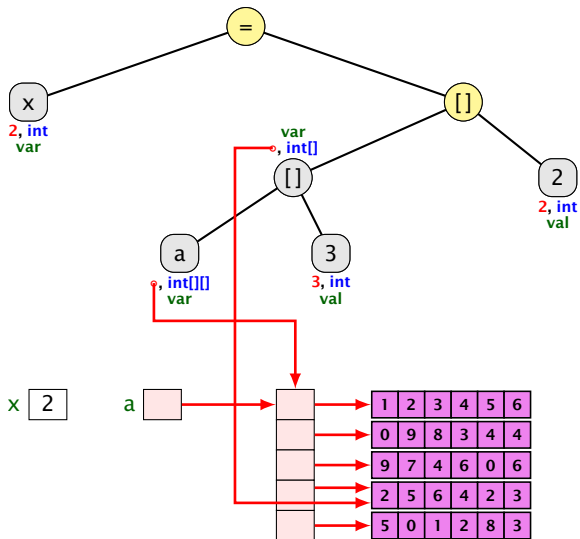 =
x
[]
2, int
var
var
, int[]
[]
2
2, int
val
a
3
, int[][]
var
3, int
val
x 2 a
1 2 3 4 5 6
0 9 8 3 4 4
9 7 4 6 0 6
2 5 6 4 2 3
5 0 1 2 8 3